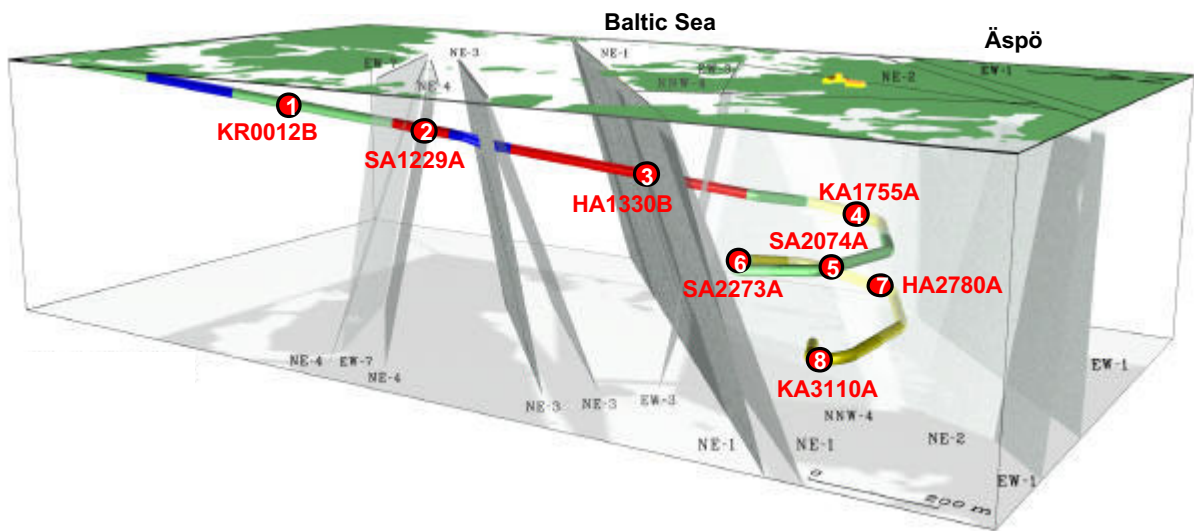 Baltic Sea
Äspö
NE-3
NE-1
EW-7
NE-4
NNW-4
EW-3
NE-2
EW-1
1
KR0012B
2
SA1229A
3
HA1330B
KA1755A
4
SA2074A
5
6
SA2273A
7
HA2780A
8
KA3110A
NE-4
EW-7
NE-4
NE-3
NE-3
EW-3
NNW-4
NE-1
NE-1
NE-2
EW-1
EW-1
0
200 m